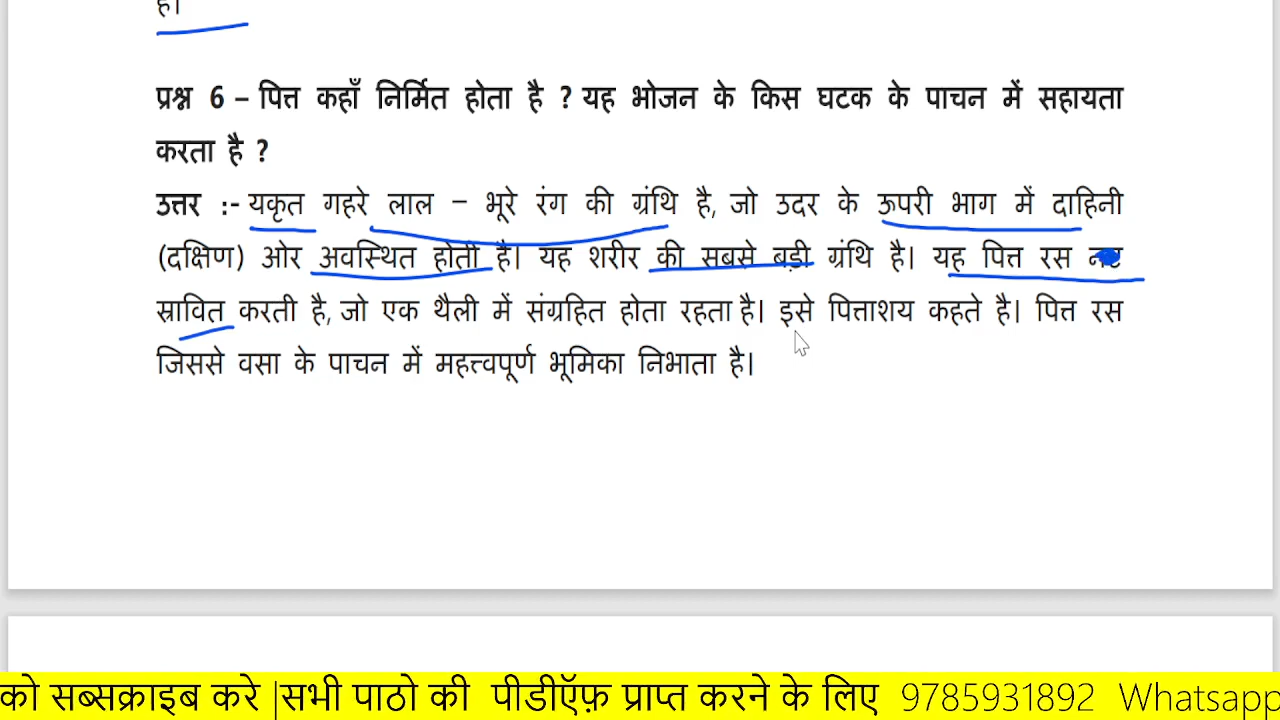 है।
प्रश्न 6 – पित्त कहाँ निर्मित होता है ? यह भोजन के किस घटक के पाचन में सहायता
करता है ?
उत्तर :- यकृत गहरे लाल – भूरे रंग की ग्रंथि है, जो उदर के ऊपरी भाग में दाहिनी
(दक्षिण) ओर अवस्थित होती है। यह शरीर की सबसे बड़ी ग्रंथि है। यह पित्त रस
स्रावित करती है, जो एक थैली में संग्रहित होता रहता है। इसे पित्ताशय कहते है। पित्त रस
जिससे वसा के पाचन में महत्त्वपूर्ण भूमिका निभाता है।
को सब्सक्राइब करे |सभी पाठो की पीडीऍफ़ प्राप्त करने के लिए 9785931892 Whatsapp